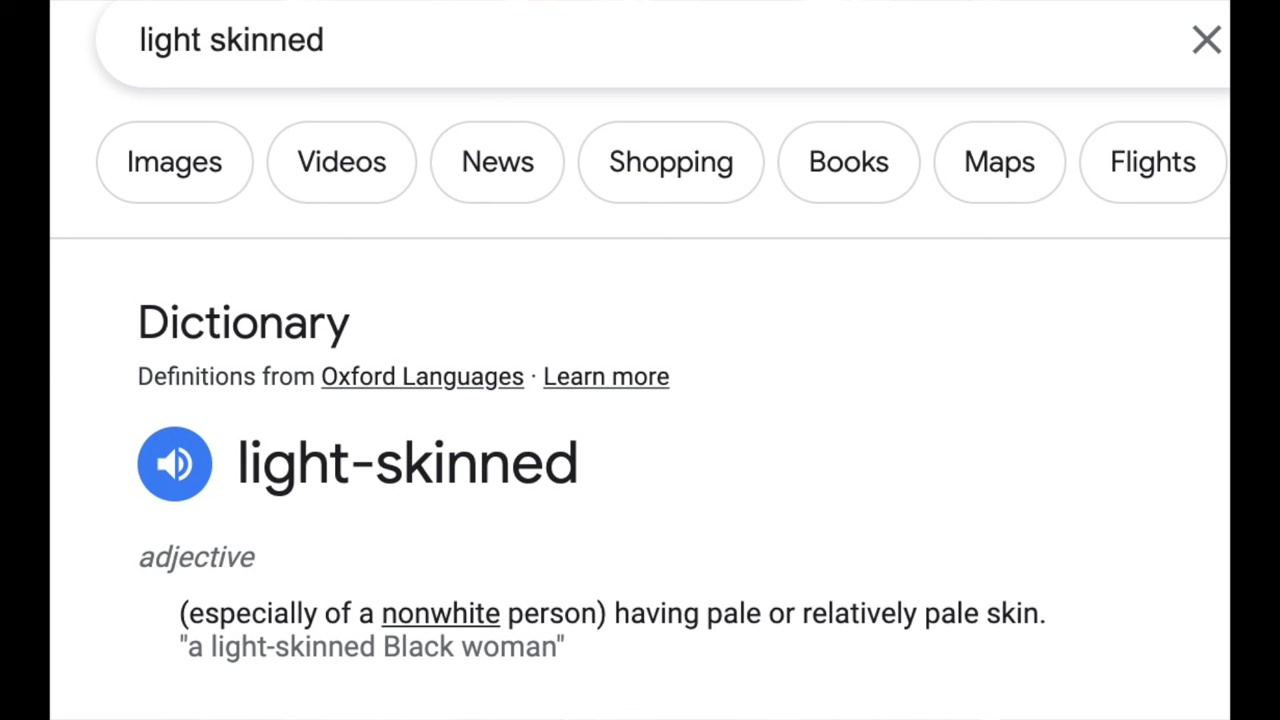 light skinned
Images Videos News Shopping Books Maps Flights
Dictionary
Definitions from Oxford Languages · Learn more
light-skinned
adjective
(especially of a nonwhite person) having pale or relatively pale skin.
"a light-skinned Black woman"